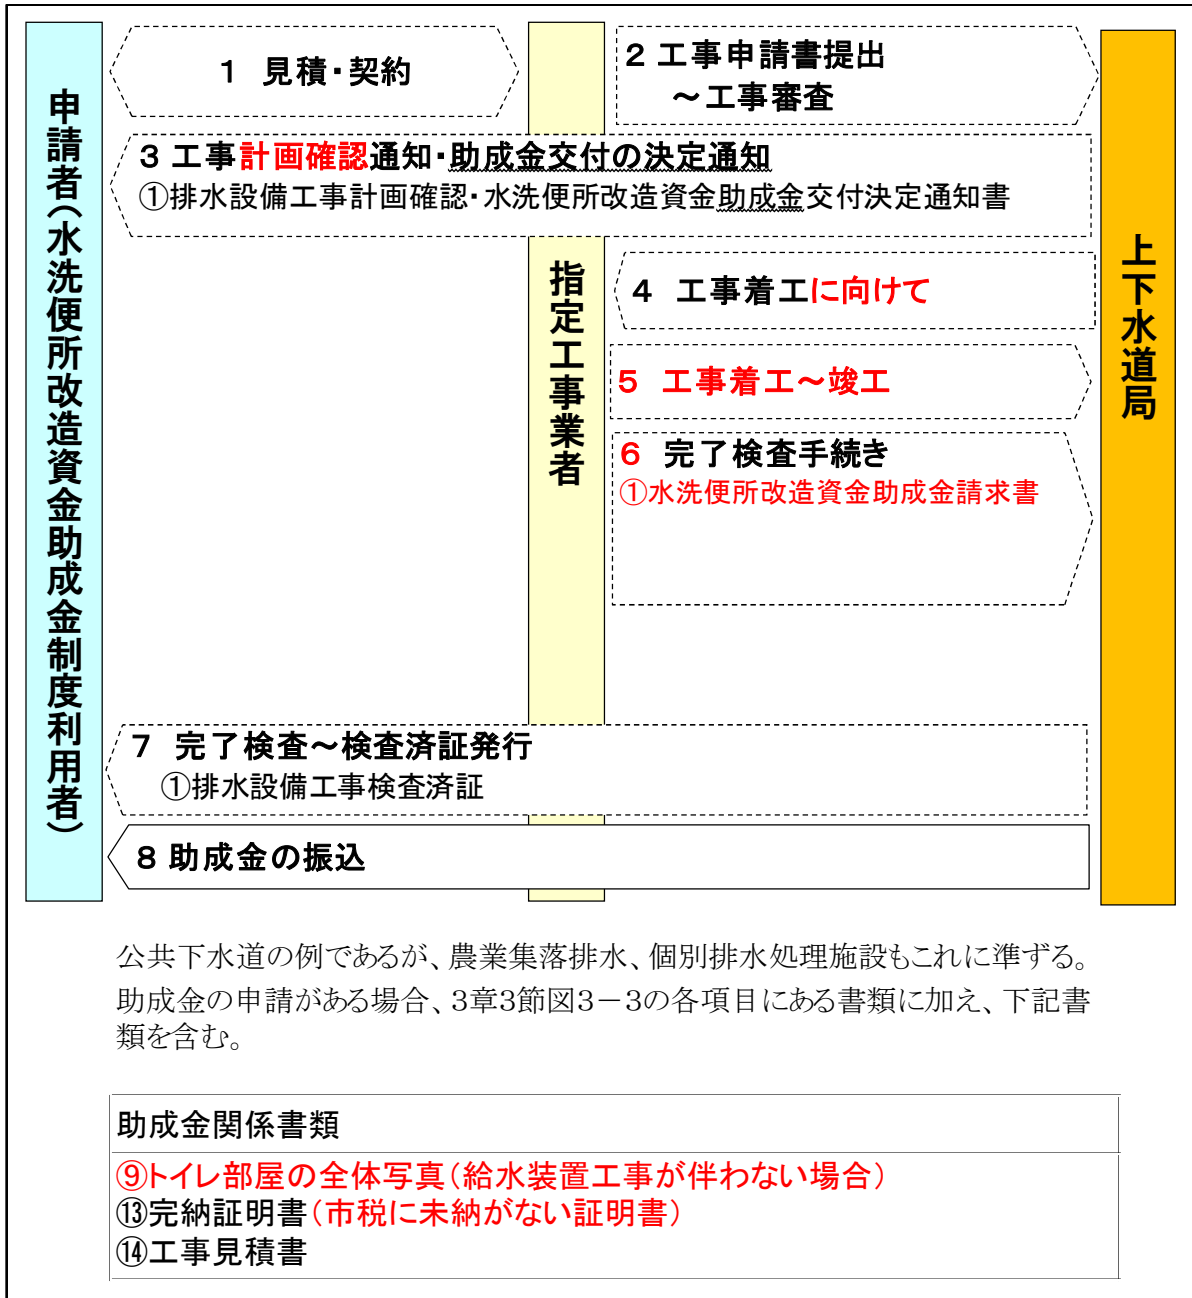 申請者(水洗便所改造資金助成金制度利用者)
1 見積・契約
2 工事申請書提出
～工事審査
3 工事計画確認通知・助成金交付の決定通知
①排水設備工事計画確認・水洗便所改造資金助成金交付決定通知書
指定工事業者
上下水道局
4 工事着工に向けて
5 工事着工～竣工
6 完了検査手続き
①水洗便所改造資金助成金請求書
7 完了検査～検査済証発行
①排水設備工事検査済証
8 助成金の振込
公共下水道の例であるが、農業集落排水、個別排水処理施設もこれに準ずる。
助成金の申請がある場合、3章3節図3－3の各項目にある書類に加え、下記書
類を含む。
助成金関係書類
⑨トイレ部屋の全体写真(給水装置工事が伴わない場合)
⑬完納証明書(市税に未納がない証明書)
⑭工事見積書